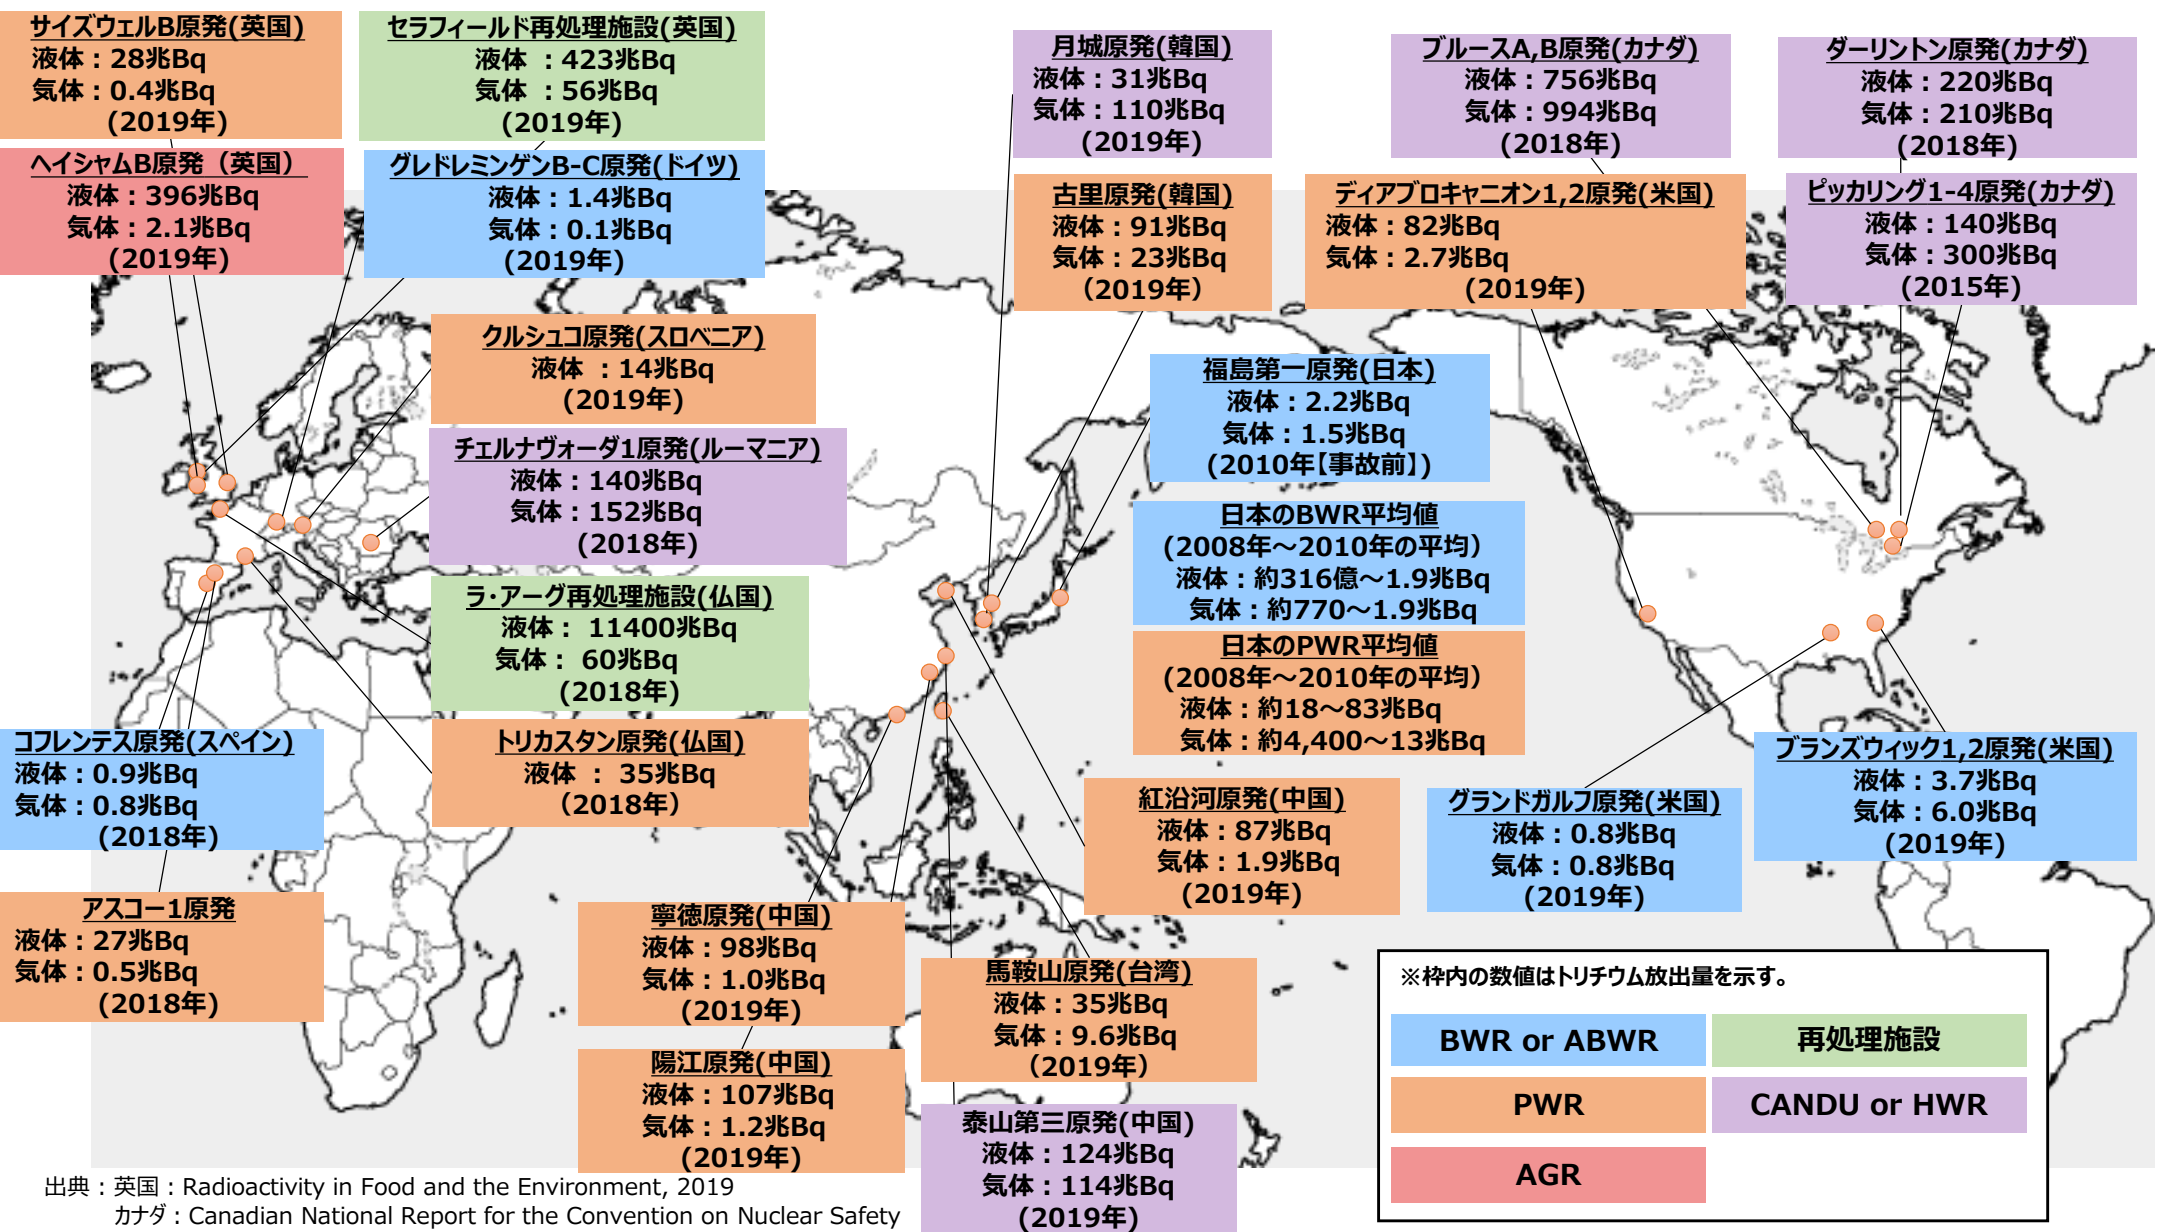 サイズウェルB原発(英国)
液体：28兆Bq
気体：0.4兆Bq
(2019年)
セラフィールド再処理施設(英国)
液体 ：423兆Bq
気体 ：56兆Bq
(2019年)
月城原発(韓国)
液体：31兆Bq
気体：110兆Bq
(2019年)
ブルースA,B原発(カナダ)
液体：756兆Bq
気体：994兆Bq
(2018年)
ダーリントン原発(カナダ)
液体：220兆Bq
気体：210兆Bq
(2018年)
ヘイシャムB原発（英国）
液体：396兆Bq
気体：2.1兆Bq
(2019年)
グレドレミンゲンB-C原発(ドイツ)
液体：1.4兆Bq
気体：0.1兆Bq
(2019年)
古里原発(韓国)
液体：91兆Bq
気体：23兆Bq
（2019年）
ディアブロキャニオン1,2原発(米国)
液体：82兆Bq
気体：2.7兆Bq
(2019年)
ピッカリング1-4原発(カナダ)
液体：140兆Bq
気体：300兆Bq
(2015年)
クルシュコ原発(スロベニア)
液体 ：14兆Bq
(2019年)
福島第一原発(日本)
液体：2.2兆Bq
気体：1.5兆Bq
(2010年【事故前】)
チェルナヴォーダ1原発(ルーマニア)
液体：140兆Bq
気体：152兆Bq
(2018年)
日本のBWR平均値
(2008年～2010年の平均）
液体：約316億～1.9兆Bq
気体：約770～1.9兆Bq
ラ・アーグ再処理施設(仏国)
液体： 11400兆Bq
気体： 60兆Bq
(2018年)
日本のPWR平均値
(2008年～2010年の平均）
液体：約18～83兆Bq
気体：約4,400～13兆Bq
コフレンテス原発(スペイン)
液体：0.9兆Bq
気体：0.8兆Bq
(2018年)
トリカスタン原発(仏国)
液体 ： 35兆Bq
（2018年）
紅沿河原発(中国)
液体：87兆Bq
気体：1.9兆Bq
(2019年)
グランドガルフ原発(米国)
液体：0.8兆Bq
気体：0.8兆Bq
(2019年)
ブランズウィック1,2原発(米国)
液体：3.7兆Bq
気体：6.0兆Bq
(2019年)
アスコー1原発
液体：27兆Bq
気体：0.5兆Bq
(2018年)
寧徳原発(中国)
液体：98兆Bq
気体：1.0兆Bq
(2019年)
馬鞍山原発(台湾)
液体：35兆Bq
気体：9.6兆Bq
（2019年）
陽江原発(中国)
液体：107兆Bq
気体：1.2兆Bq
(2019年)
泰山第三原発(中国)
液体：124兆Bq
気体：114兆Bq
(2019年)
※枠内の数値はトリチウム放出量を示す。
BWR or ABWR
再処理施設
PWR
CANDU or HWR
AGR
出典：英国：Radioactivity in Food and the Environment, 2019
カナダ：Canadian National Report for the Convention on Nuclear Safety